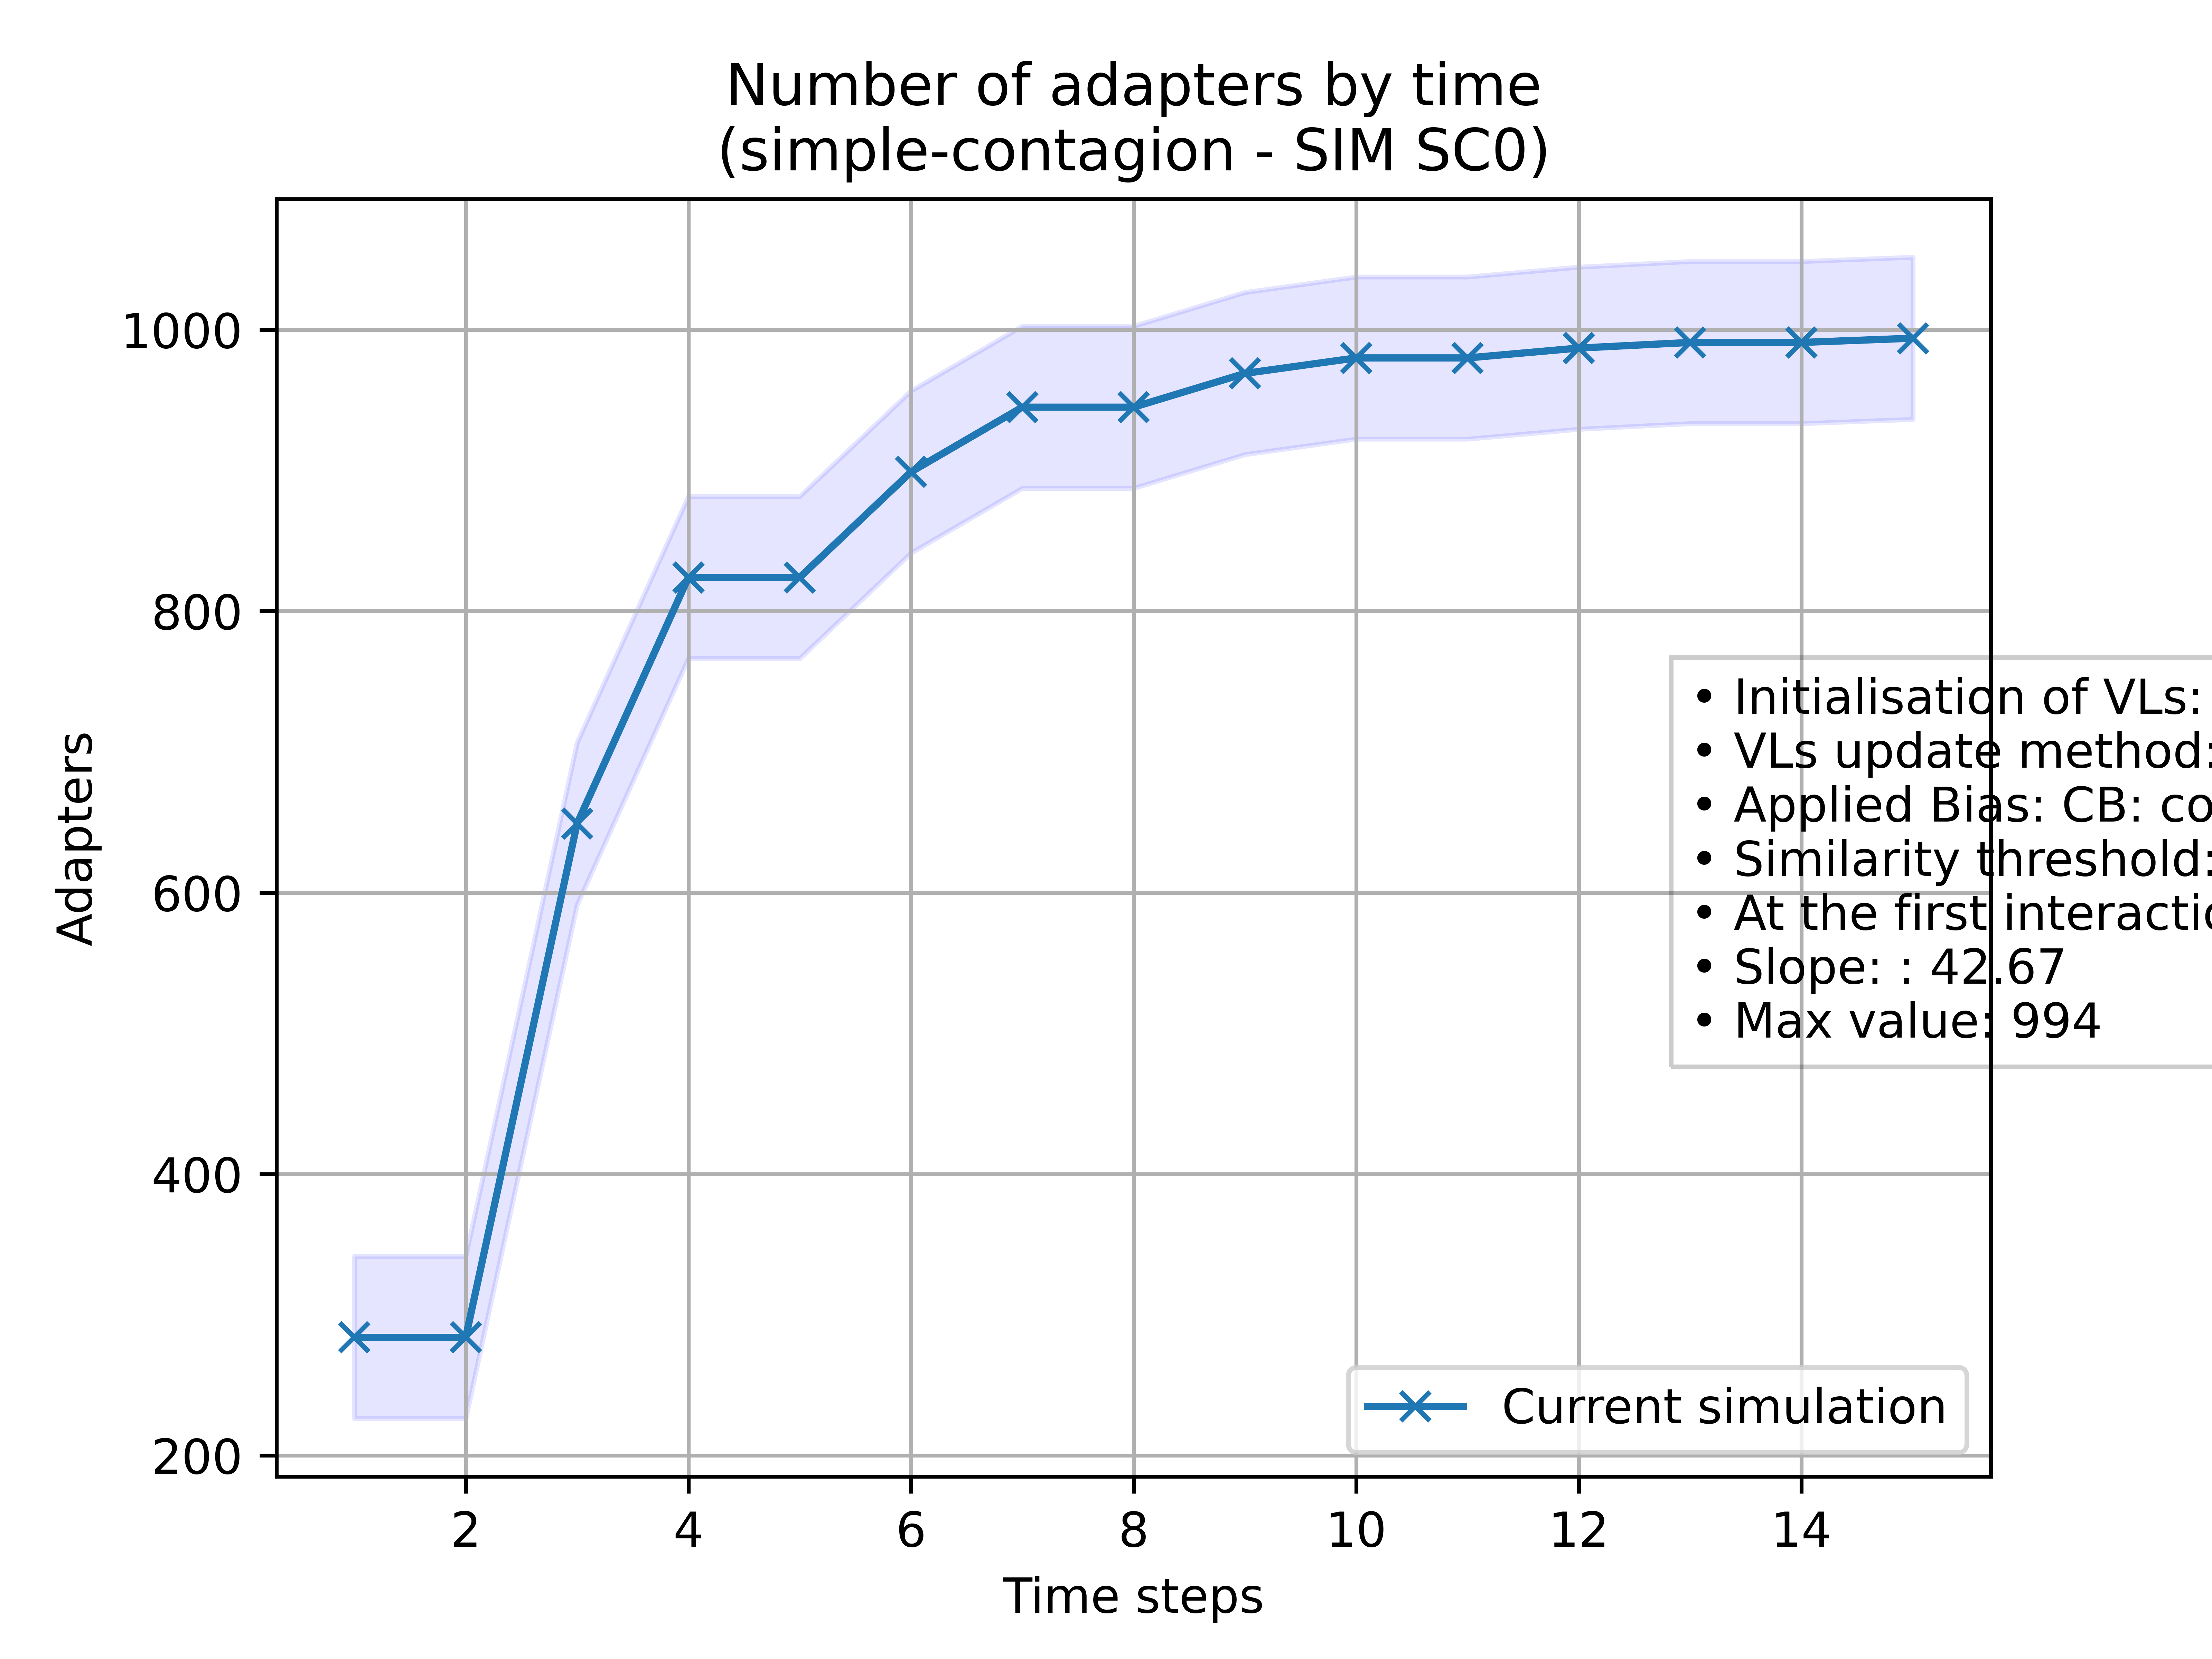 Number of adapters by time
(simple-contagion - SIM SC0)
Adapters
1000
800
600
400
200
• Initialisation of VLs:
• VLs update method:
• Applied Bias: CB: co
• Similarity threshold:
• At the first interactio
• Slope: : 42.67
• Max value: 994
Current simulation
2 4 6 8 10 12 14
Time steps